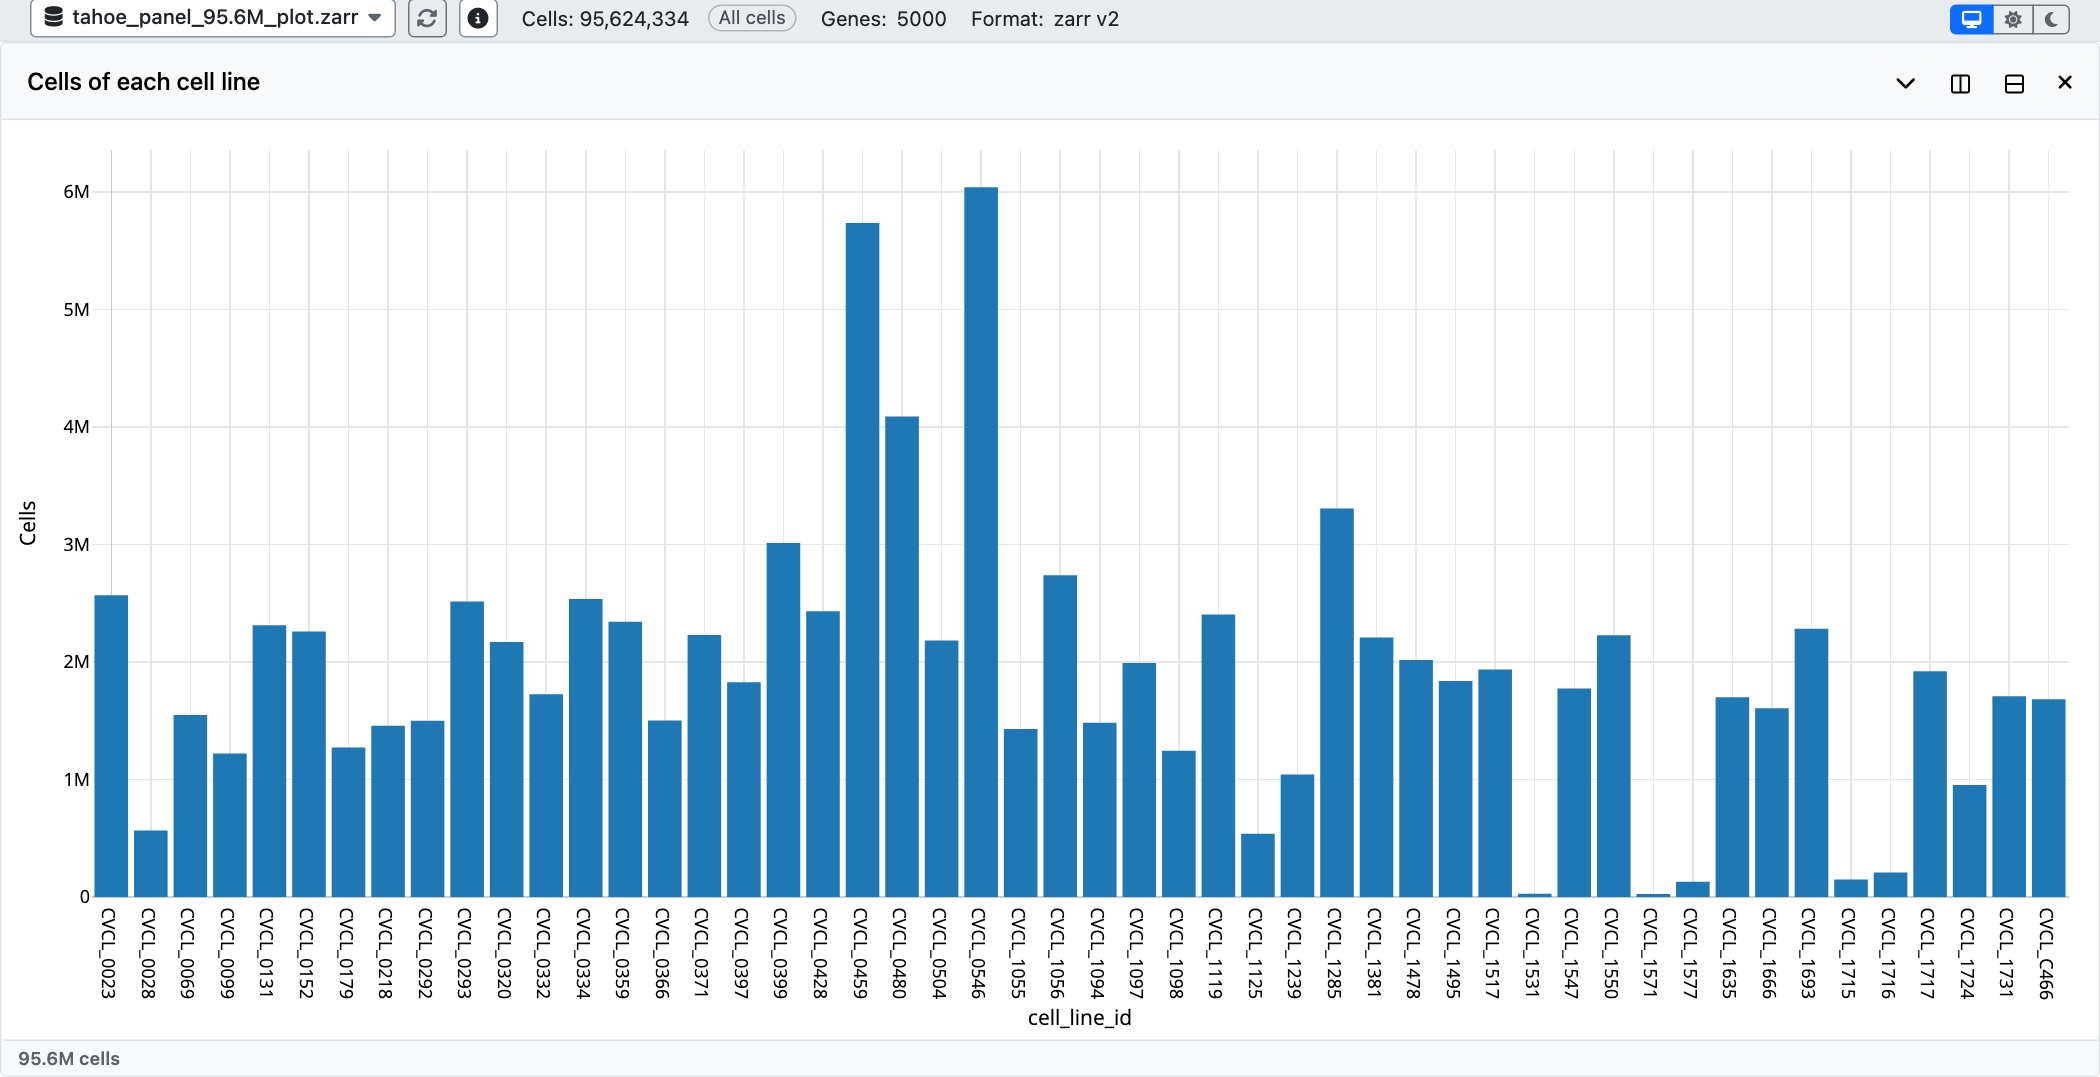 tahoe_panel_95.6M_plot.zarr Cells: 95,624,334 All cells Genes: 5000 Format: zarr v2
Cells of each cell line
6M
5M
4M
3M
2M
1M
0
Cells
CVCL_0023
CVCL_0028
CVCL_0069
CVCL_0099
CVCL_0131
CVCL_0152
CVCL_0179
CVCL_0218
CVCL_0292
CVCL_0293
CVCL_0320
CVCL_0332
CVCL_0334
CVCL_0359
CVCL_0366
CVCL_0371
CVCL_0397
CVCL_0399
CVCL_0428
CVCL_0459
CVCL_0480
CVCL_0504
CVCL_0546
CVCL_1055
CVCL_1056
CVCL_1094
CVCL_1097
CVCL_1098
CVCL_1119
CVCL_1125
CVCL_1239
CVCL_1285
CVCL_1381
CVCL_1478
CVCL_1495
CVCL_1517
CVCL_1531
CVCL_1547
CVCL_1550
CVCL_1571
CVCL_1577
CVCL_1635
CVCL_1666
CVCL_1693
CVCL_1715
CVCL_1716
CVCL_1717
CVCL_1724
CVCL_1731
CVCL_C466
cell_line_id
95.6M cells